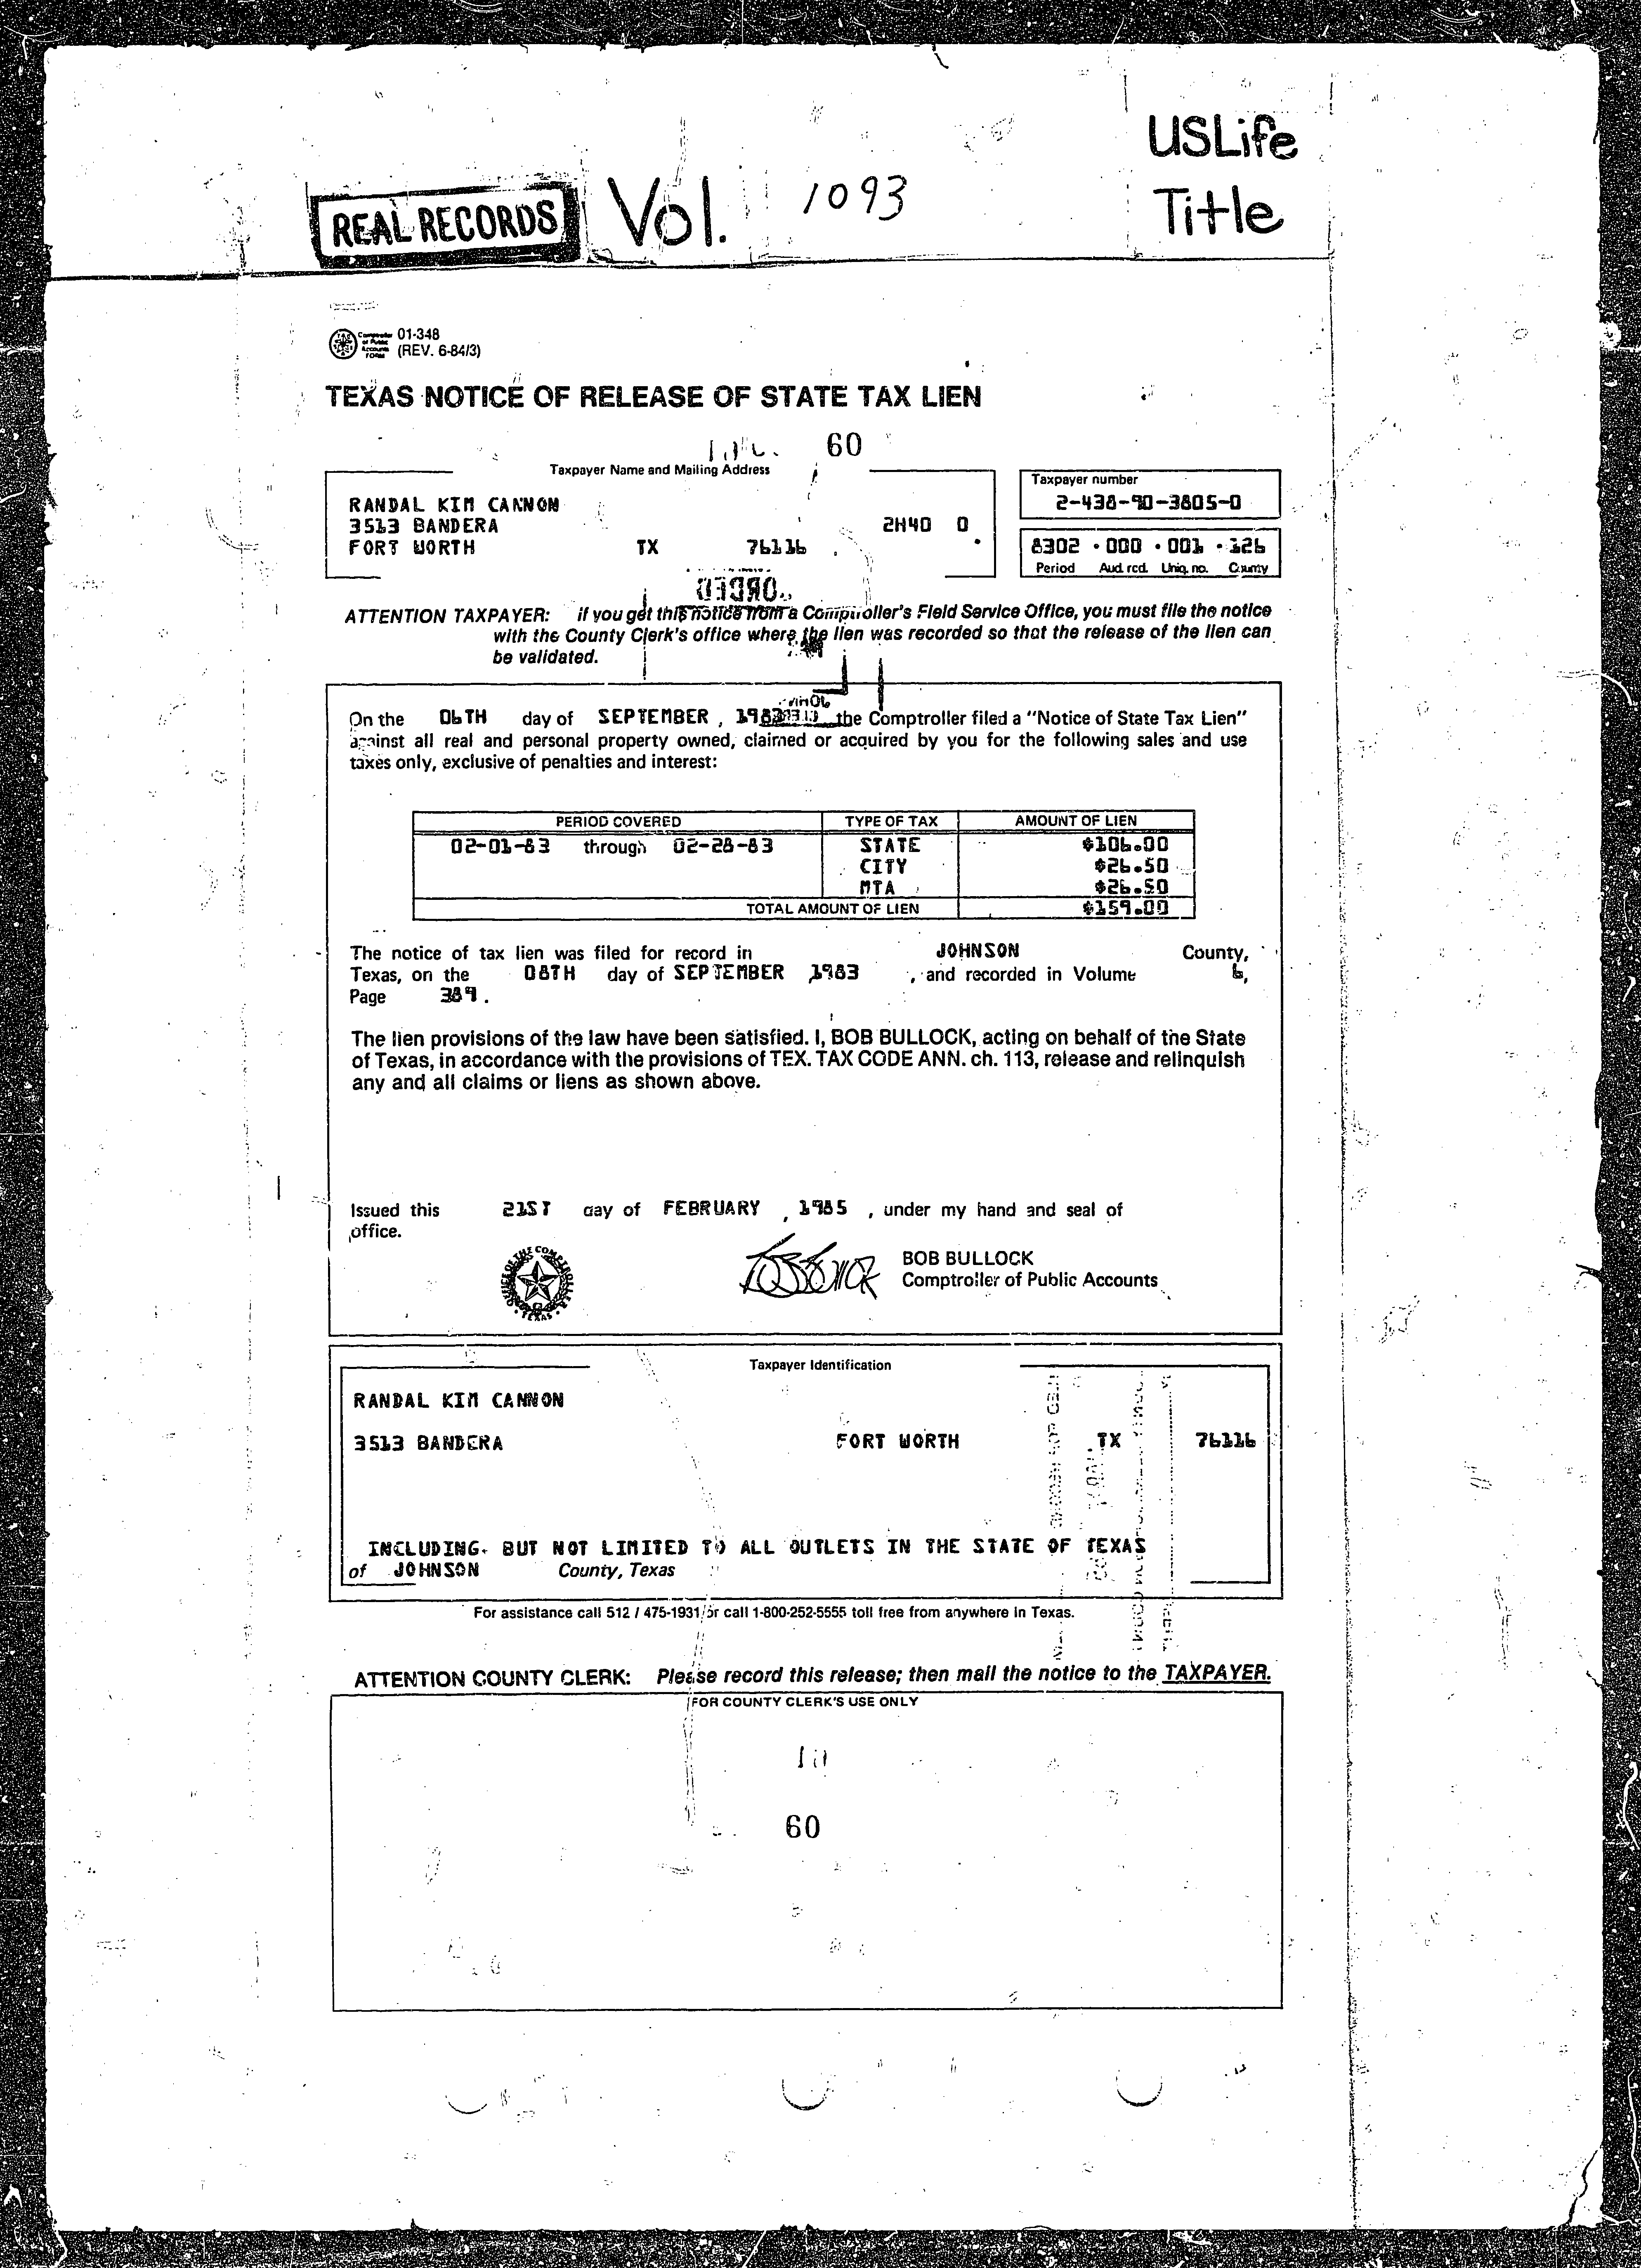 USLife
Title
REAL RECORDS Vol. 1093
Comptroller of Public Accounts FORM 01-348
(REV. 6-84/3)
TEXAS NOTICE OF RELEASE OF STATE TAX LIEN
60
Taxpayer Name and Mailing Address
RANDAL KIM CANNON
3513 BANDERA 2H40 0
FORT WORTH TX 76116
Taxpayer number
2-438-90-3805-0
8302 · 000 · 001 · 126
Period Aud. rcd. Uniq. no. County
ATTENTION TAXPAYER: if you get this notice from a Comptroller's Field Service Office, you must file the notice
with the County Clerk's office where the lien was recorded so that the release of the lien can
be validated.
On the 06TH day of SEPTEMBER , 1983 the Comptroller filed a "Notice of State Tax Lien"
against all real and personal property owned, claimed or acquired by you for the following sales and use
taxes only, exclusive of penalties and interest:
PERIOD COVERED TYPE OF TAX AMOUNT OF LIEN
02-01-83 through 02-28-83 STATE $106.00
CITY $26.50
MTA $26.50
TOTAL AMOUNT OF LIEN $159.00
The notice of tax lien was filed for record in JOHNSON County,
Texas, on the 08TH day of SEPTEMBER ,1983 , and recorded in Volume 6,
Page 389 .
The lien provisions of the law have been satisfied. I, BOB BULLOCK, acting on behalf of the State
of Texas, in accordance with the provisions of TEX. TAX CODE ANN. ch. 113, release and relinquish
any and all claims or liens as shown above.
Issued this 21ST day of FEBRUARY , 1985 , under my hand and seal of
office.
BOB BULLOCK
Comptroller of Public Accounts
Taxpayer Identification
RANDAL KIM CANNON
3513 BANDERA FORT WORTH TX 76116
INCLUDING. BUT NOT LIMITED TO ALL OUTLETS IN THE STATE OF TEXAS
of JOHNSON County, Texas
For assistance call 512 / 475-1931 or call 1-800-252-5555 toll free from anywhere in Texas.
ATTENTION COUNTY CLERK: Please record this release; then mail the notice to the TAXPAYER.
FOR COUNTY CLERK'S USE ONLY
60